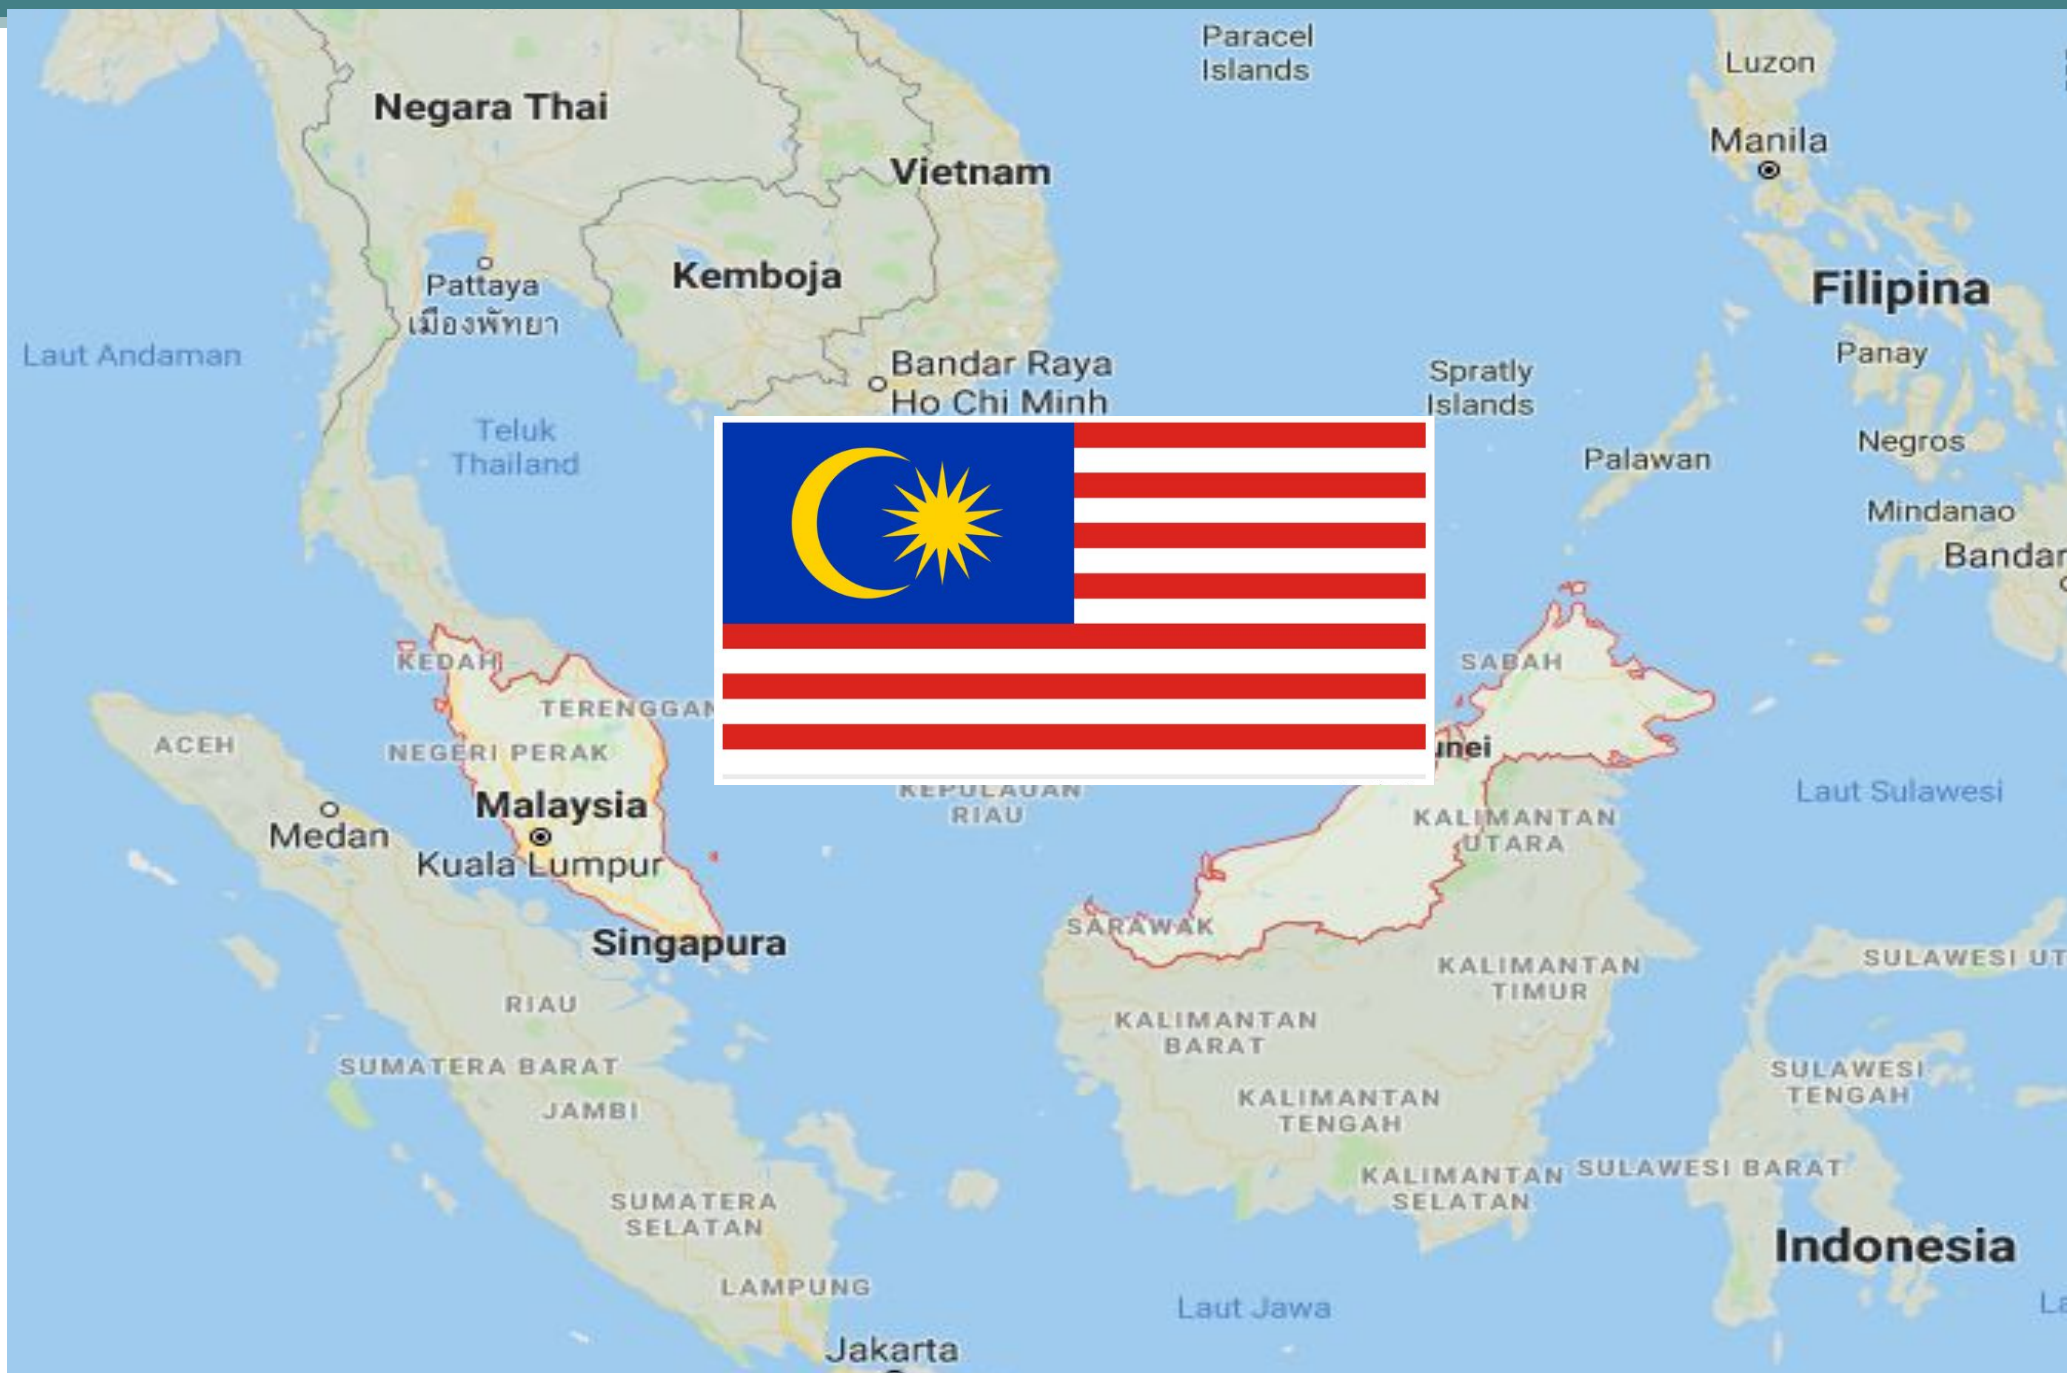 Paracel
Islands
Luzon
Negara Thai
Manila
Vietnam
Kemboja
Pattaya
เมืองพัทยา
Filipina
Laut Andaman
Panay
Bandar Raya
Ho Chi Minh
Spratly
Islands
Teluk
Thailand
Negros
Palawan
Mindanao
Bandar
KEDAH
SABAH
TERENGGAN
ACEH
NEGERI PERAK
unei
Malaysia
Laut Sulawesi
KEPULAUAN
RIAU
Medan
Kuala Lumpur
KALIMANTAN
UTARA
SARAWAK
Singapura
SULAWESI UT
KALIMANTAN
TIMUR
RIAU
KALIMANTAN
BARAT
SUMATERA BARAT
SULAWESI
TENGAH
JAMBI
KALIMANTAN
TENGAH
KALIMANTAN
SELATAN
SULAWESI BARAT
SUMATERA
SELATAN
Indonesia
LAMPUNG
Laut Jawa
La
Jakarta